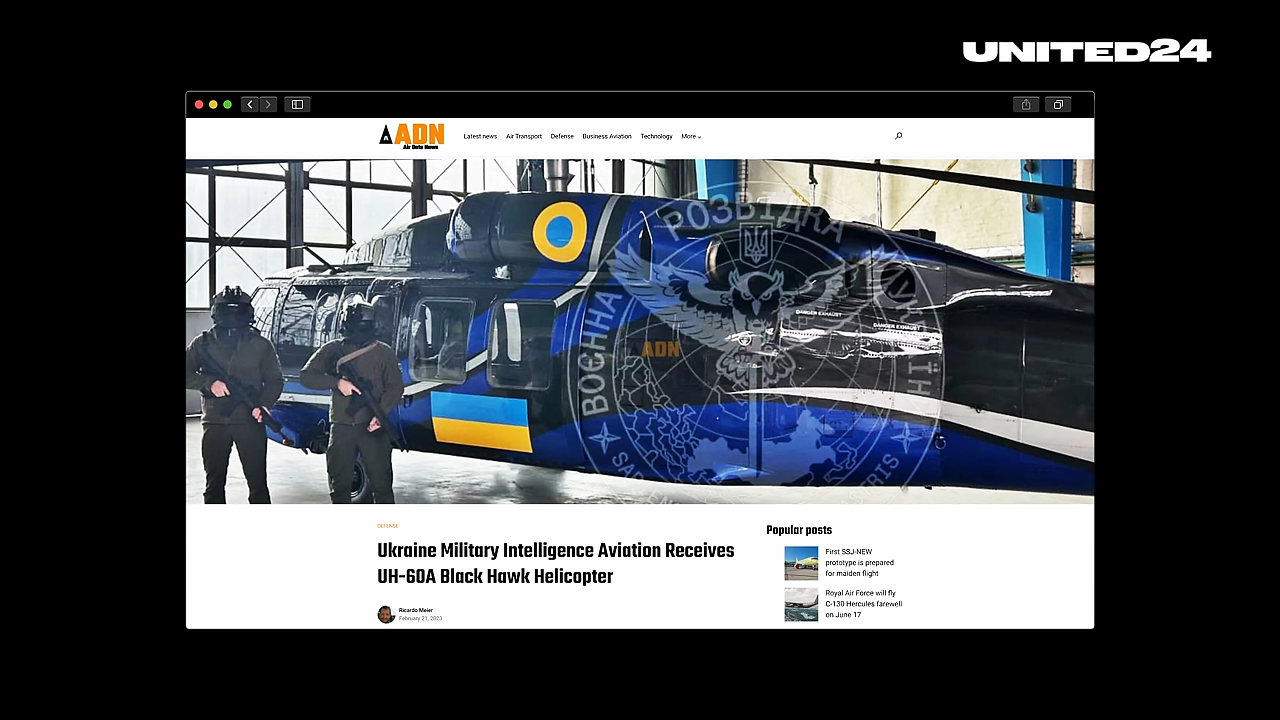 UNITED24
ADN
Air Data News
Latest news Air Transport Defense Business Aviation Technology More
ВОЄННА РОЗВІДКА
ADN
DANGER EXHAUST
DANGER EXHAUST
DEFENSE
Ukraine Military Intelligence Aviation Receives
UH-60A Black Hawk Helicopter
Ricardo Meier
February 21, 2023
Popular posts
First SSJ-NEW
prototype is prepared
for maiden flight
Royal Air Force will fly
C-130 Hercules farewell
on June 17